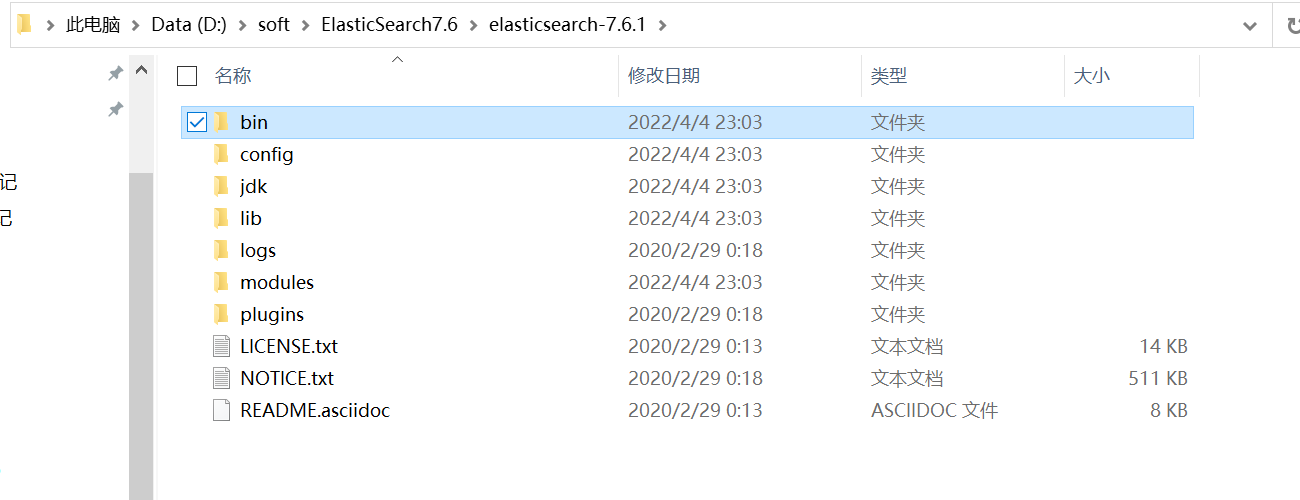 此电脑 > Data (D:) > soft > ElasticSearch7.6 > elasticsearch-7.6.1 >
名称 修改日期 类型 大小
bin 2022/4/4 23:03 文件夹
config 2022/4/4 23:03 文件夹
记
jdk 2022/4/4 23:03 文件夹
记
lib 2022/4/4 23:03 文件夹
logs 2020/2/29 0:18 文件夹
modules 2022/4/4 23:03 文件夹
plugins 2020/2/29 0:18 文件夹
LICENSE.txt 2020/2/29 0:13 文本文档 14 KB
NOTICE.txt 2020/2/29 0:18 文本文档 511 KB
README.asciidoc 2020/2/29 0:13 ASCIIDOC 文件 8 KB